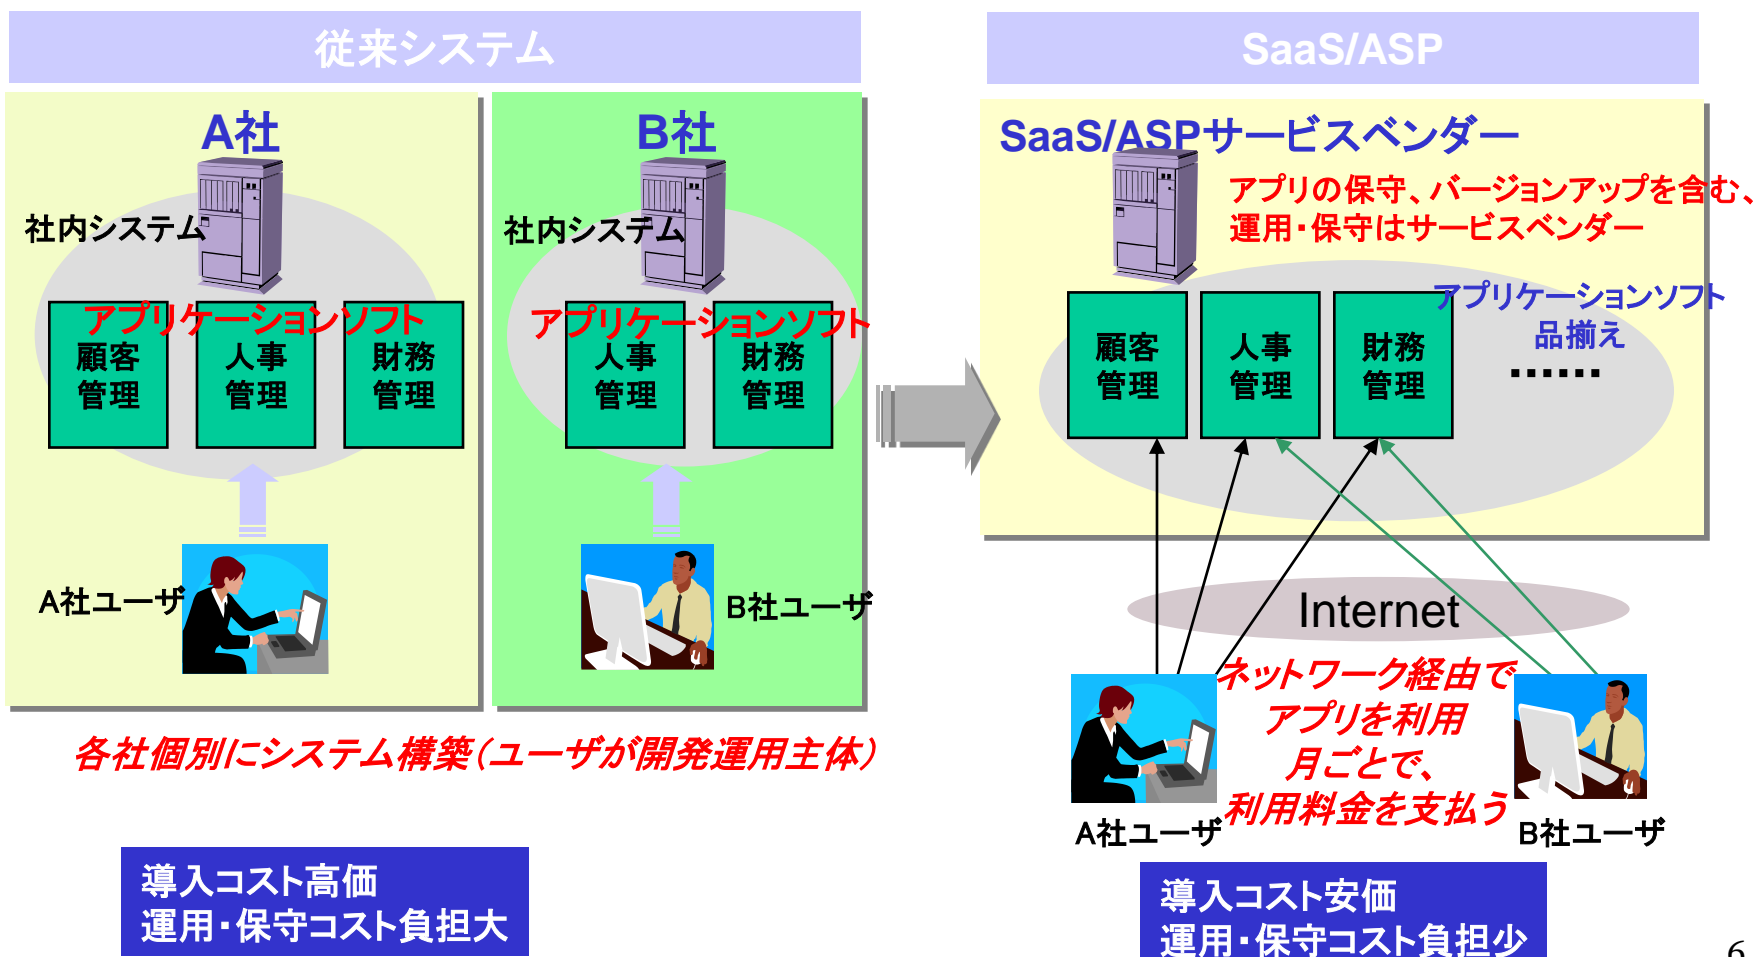 従来システム
A社
社内システム
アプリケーションソフト
顧客
管理
人事
管理
財務
管理
A社ユーザ
B社
社内システム
アプリケーションソフト
人事
管理
財務
管理
B社ユーザ
各社個別にシステム構築(ユーザが開発運用主体)
導入コスト高価
運用・保守コスト負担大
SaaS/ASP
SaaS/ASPサービスベンダー
アプリの保守、バージョンアップを含む、
運用・保守はサービスベンダー
アプリケーションソフト
品揃え
顧客
管理
人事
管理
財務
管理
……
Internet
ネットワーク経由で
アプリを利用
月ごとで、
利用料金を支払う
A社ユーザ
B社ユーザ
導入コスト安価
運用・保守コスト負担少
6